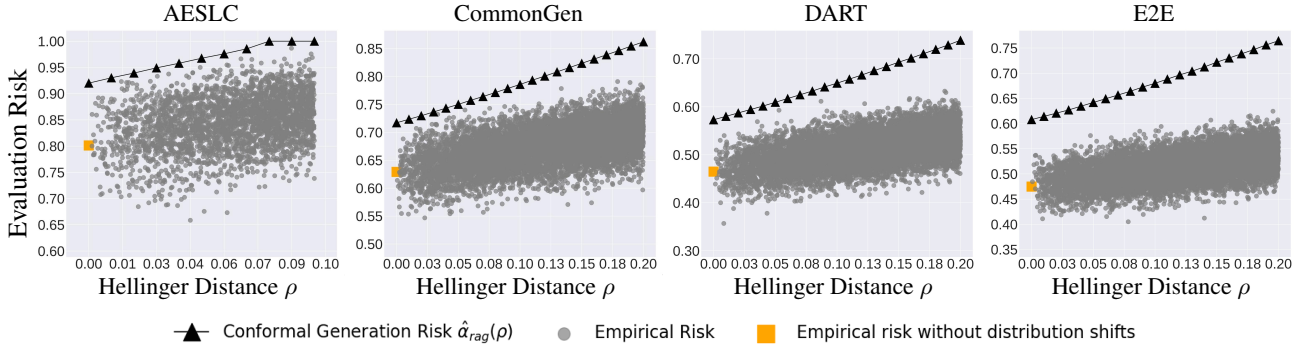 AESLC
CommonGen
DART
E2E
Evaluation Risk
1.00
0.95
0.90
0.85
0.80
0.75
0.70
0.65
0.60
0.00 0.01 0.03 0.04 0.06 0.07 0.09 0.10
Hellinger Distance ρ
0.85
0.80
0.75
0.70
0.65
0.60
0.55
0.50
0.00 0.03 0.05 0.08 0.10 0.13 0.15 0.18 0.20
Hellinger Distance ρ
0.70
0.60
0.50
0.40
0.30
0.00 0.03 0.05 0.08 0.10 0.13 0.15 0.18 0.20
Hellinger Distance ρ
0.75
0.70
0.65
0.60
0.55
0.50
0.45
0.40
0.35
0.00 0.03 0.05 0.08 0.10 0.13 0.15 0.18 0.20
Hellinger Distance ρ
Conformal Generation Risk α̂rag(ρ)
Empirical Risk
Empirical risk without distribution shifts